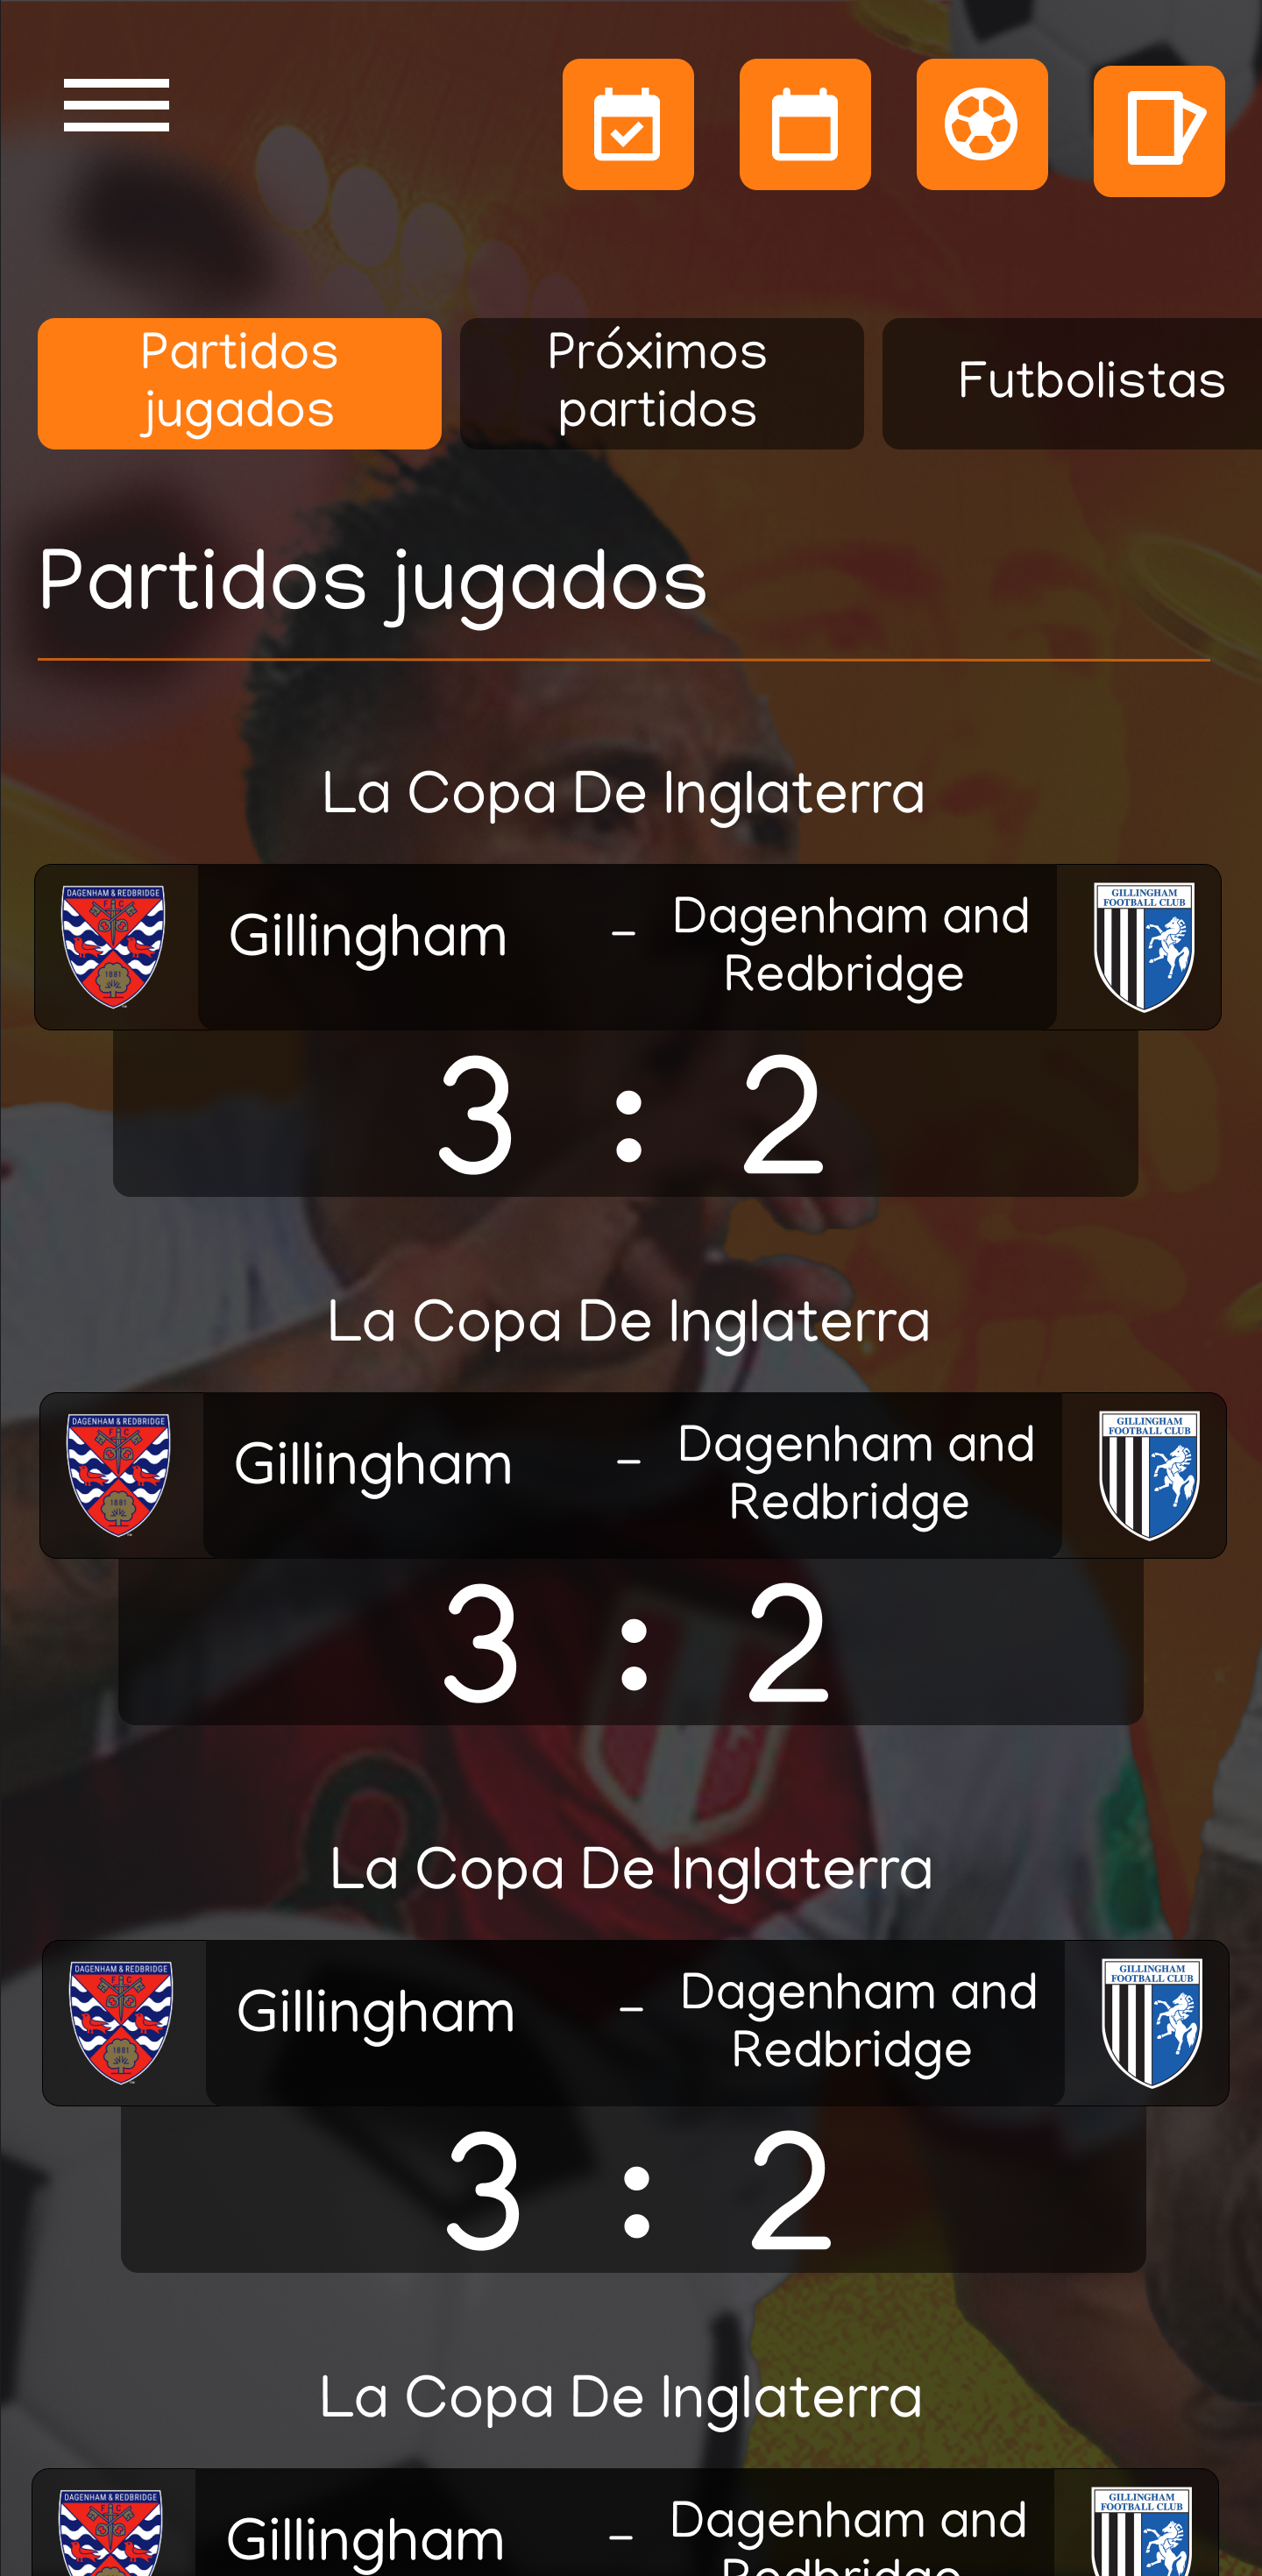 Partidos
jugados
Próximos
partidos
Futbolistas
Partidos jugados
La Copa De Inglaterra
DAGENHAM & REDBRIDGE
F C
1881
Gillingham
-
Dagenham and
Redbridge
GILLINGHAM
FOOTBALL CLUB
3 : 2
La Copa De Inglaterra
DAGENHAM & REDBRIDGE
F C
1881
Gillingham
-
Dagenham and
Redbridge
GILLINGHAM
FOOTBALL CLUB
3 : 2
La Copa De Inglaterra
DAGENHAM & REDBRIDGE
F C
1881
Gillingham
-
Dagenham and
Redbridge
GILLINGHAM
FOOTBALL CLUB
3 : 2
La Copa De Inglaterra
DAGENHAM & REDBRIDGE
F C
Gillingham
-
Dagenham and
Redbridge
GILLINGHAM
FOOTBALL CLUB